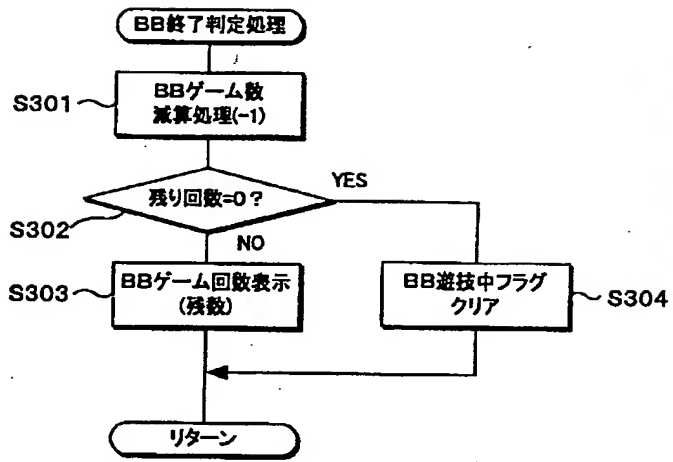 BB終了判定処理
S301
BBゲーム数
減算処理(-1)
S302
残り回数=0?
YES
NO
S303
BBゲーム回数表示
(残数)
BB遊技中フラグ
クリア
S304
リターン